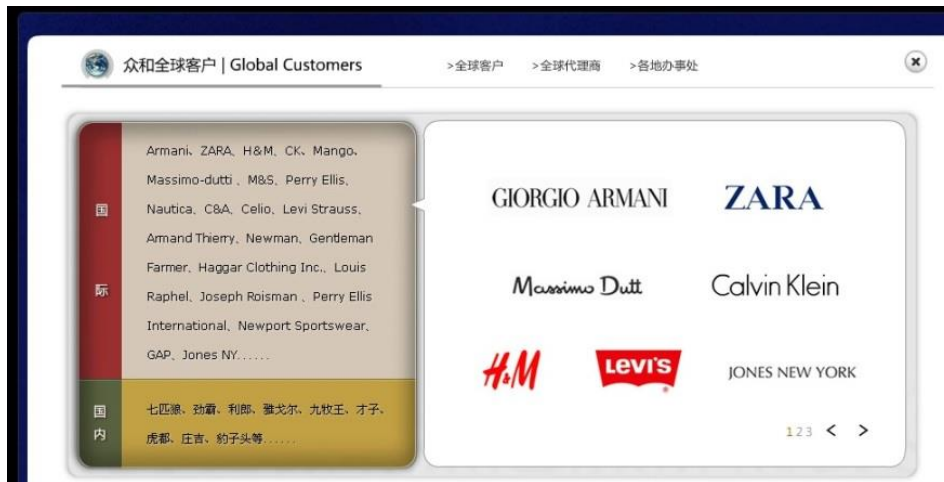 众和全球客户 | Global Customers
>全球客户 >全球代理商 >各地办事处
国际
Armani、ZARA、H&M、CK、Mango、
Massimo-dutti 、M&S、Perry Ellis、
Nautica、C&A、Celio、Levi Strauss、
Armand Thierry、Newman、Gentleman
Farmer、Haggar Clothing Inc.、Louis
Raphel、Joseph Roisman 、Perry Ellis
International、Newport Sportswear、
GAP、Jones NY......
国内
七匹狼、劲霸、利郎、雅戈尔、九牧王、才子、
虎都、庄吉、豹子头等......
GIORGIO ARMANI
ZARA
Massimo Dutt
Calvin Klein
H&M
LEVI'S
JONES NEW YORK
123 < >